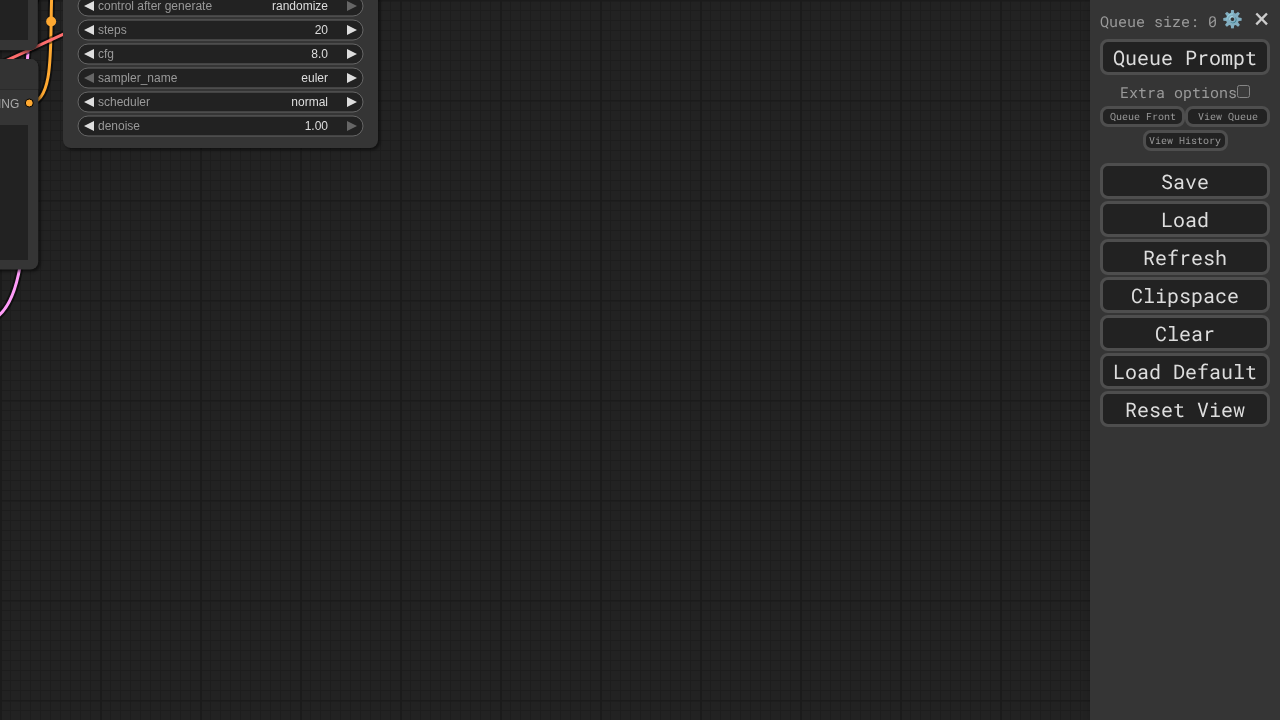 control after generate randomize
steps 20
cfg 8.0
sampler_name euler
scheduler normal
denoise 1.00
Queue size: 0
Queue Prompt
Extra options
Queue Front View Queue
View History
Save
Load
Refresh
Clipspace
Clear
Load Default
Reset View